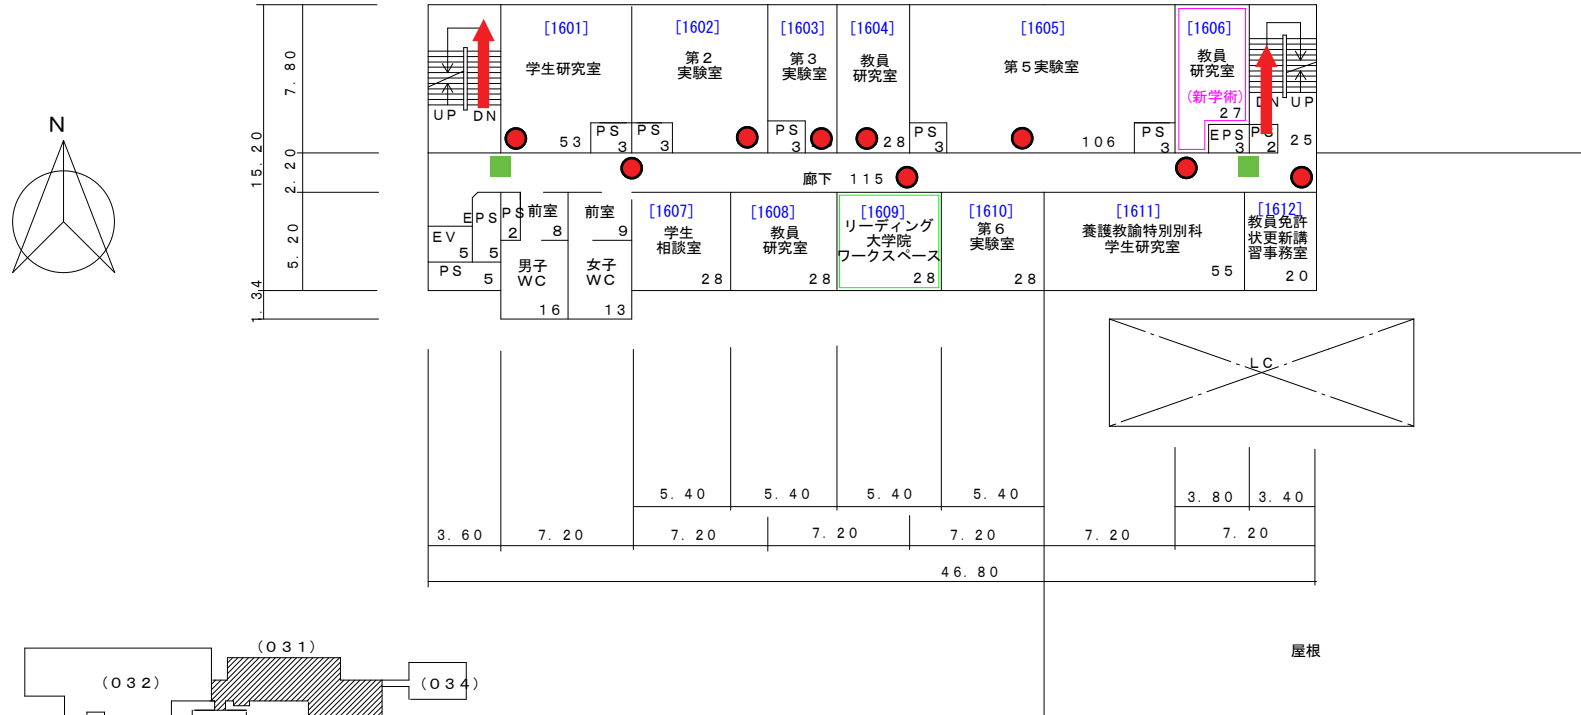 [1601]
学生研究室
53
[1602]
第2
実験室
[1603]
第3
実験室
[1604]
教員
研究室
28
[1605]
第5実験室
106
[1606]
教員
研究室
(新学術)
27
UP
DN
DN
UP
25
PS
3
PS
3
PS
3
PS
3
PS
3
EPS
3
PS
2
廊下 115
EPS
5
EV
5
PS
5
PS
2
前室
8
前室
9
男子
WC
16
女子
WC
13
[1607]
学生
相談室
28
[1608]
教員
研究室
28
[1609]
リーディング
大学院
ワークスペース
28
[1610]
第6
実験室
28
[1611]
養護教諭特別別科
学生研究室
55
[1612]
教員免許
状更新講
習事務室
20
7.80
15.20
2.20
5.20
1.34
N
LC
5.40
5.40
5.40
5.40
3.80
3.40
3.60
7.20
7.20
7.20
7.20
7.20
7.20
46.80
屋根
(031)
(032)
(034)